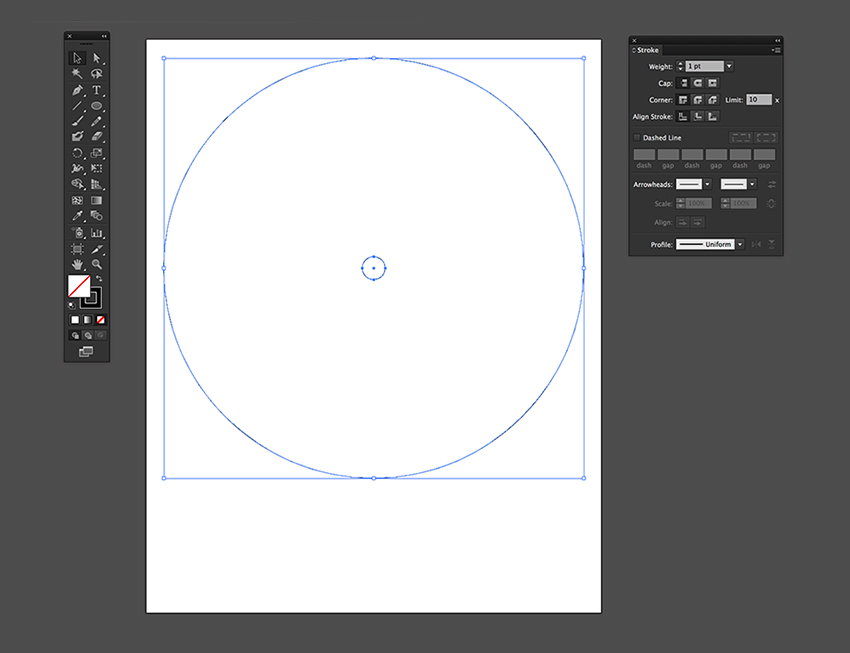 Stroke
Weight: 1 pt
Cap:
Corner: Limit: 10 x
Align Stroke:
Dashed Line
dash gap dash gap dash gap
Arrowheads:
Scale: 100% 100%
Align:
Profile: Uniform